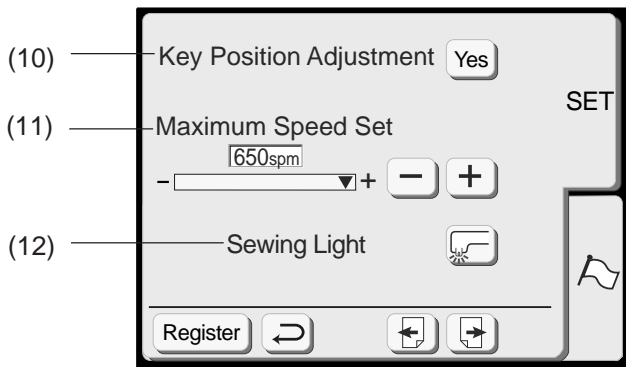 (10) Key Position Adjustment Yes
SET
(11) Maximum Speed Set
650spm
- + - +
(12) Sewing Light
Register